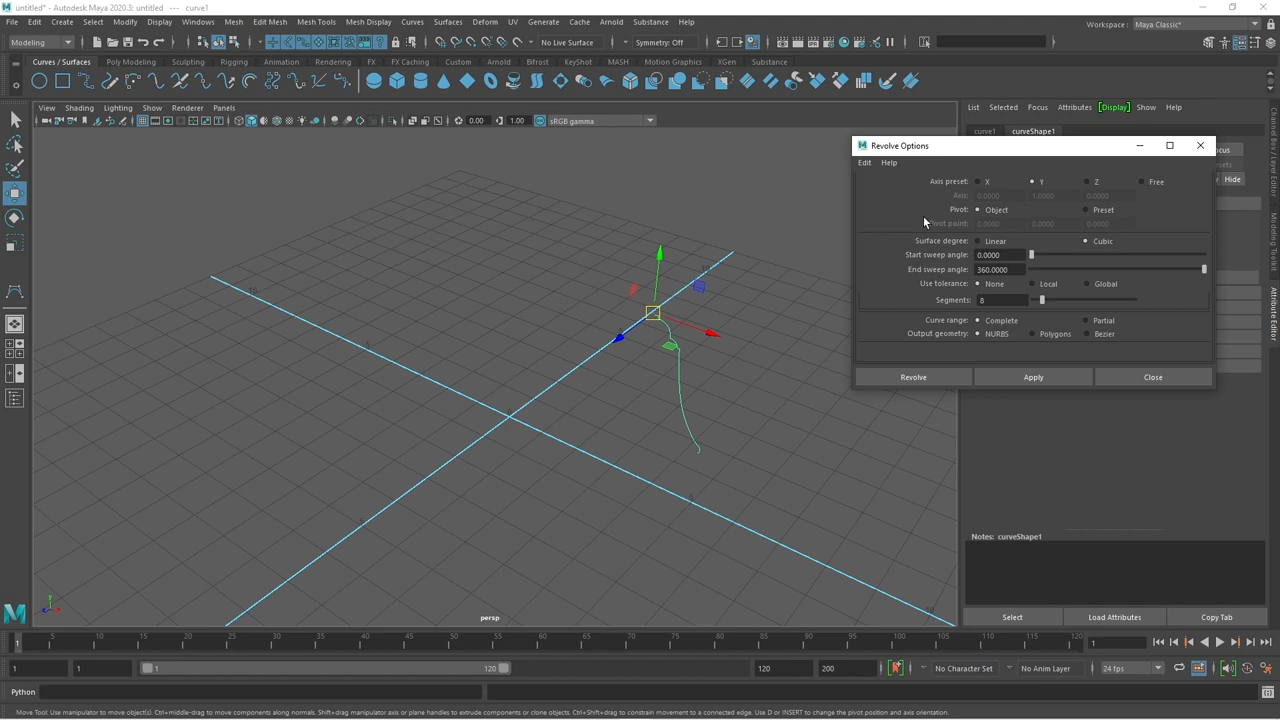 untitled* - Autodesk Maya 2020.3: untitled --- curve1
File Edit Create Select Modify Display Windows Mesh Edit Mesh Mesh Tools Mesh Display Curves Surfaces Deform UV Generate Cache Arnold Substance Help
Workspace : Maya Classic*
Modeling No Live Surface Symmetry: Off
Curves / Surfaces Poly Modeling Sculpting Rigging Animation Rendering FX FX Caching Custom Arnold Bifrost KeyShot MASH Motion Graphics XGen Substance
View Shading Lighting Show Renderer Panels
0.00 1.00 sRGB gamma
List Selected Focus Attributes [Display] Show Help
curve1 curveShape1
Revolve Options
Edit Help
Axis preset: X Y Z Free
Axis: 0.0000 1.0000 0.0000
Pivot: Object Preset
Pivot point: 0.0000 0.0000 0.0000
Surface degree: Linear Cubic
Start sweep angle: 0.0000
End sweep angle: 360.0000
Use tolerance: None Local Global
Segments: 8
Curve range: Complete Partial
Output geometry: NURBS Polygons Bezier
Revolve Apply Close
Hide
Channel Box / Layer Editor
Modeling Toolkit
Attribute Editor
Notes: curveShape1
Select Load Attributes Copy Tab
persp
5 10 15 20 25 30 35 40 45 50 55 60 65 70 75 80 85 90 95 100 105 110 115 120
1 1
1 1 1 120 120 200 No Character Set No Anim Layer 24 fps
Python
Move Tool: Use manipulator to move object(s). Ctrl+middle-drag to move components along normals. Shift+drag manipulator axis or plane handles to extrude components or clone objects. Ctrl+Shift+drag to constrain movement to a connected edge. Use D or INSERT to change the pivot position and axis orientation.